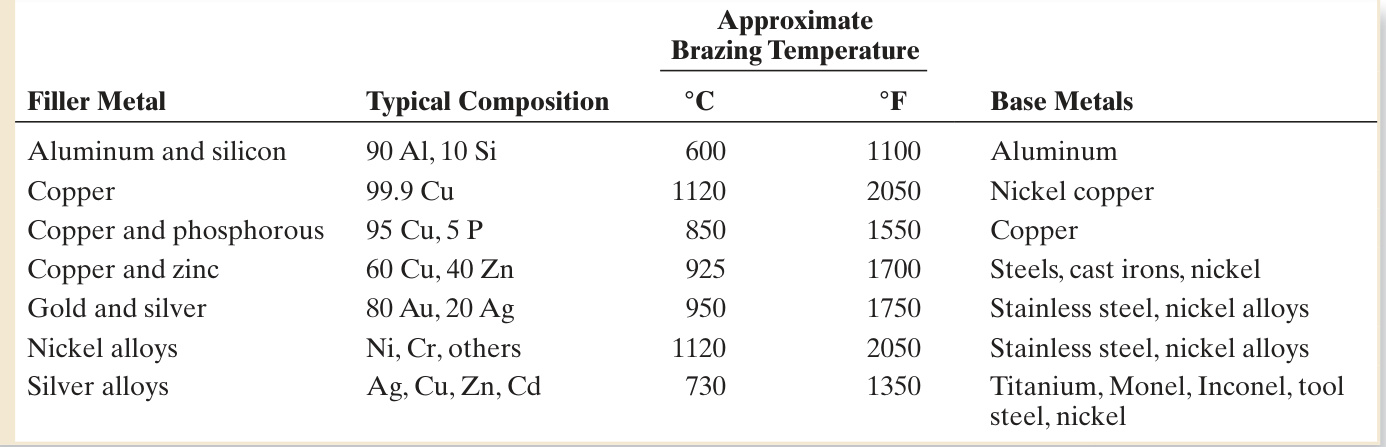 Approximate
Brazing Temperature
Filler Metal Typical Composition °C °F Base Metals
Aluminum and silicon 90 Al, 10 Si 600 1100 Aluminum
Copper 99.9 Cu 1120 2050 Nickel copper
Copper and phosphorous 95 Cu, 5 P 850 1550 Copper
Copper and zinc 60 Cu, 40 Zn 925 1700 Steels, cast irons, nickel
Gold and silver 80 Au, 20 Ag 950 1750 Stainless steel, nickel alloys
Nickel alloys Ni, Cr, others 1120 2050 Stainless steel, nickel alloys
Silver alloys Ag, Cu, Zn, Cd 730 1350 Titanium, Monel, Inconel, tool
steel, nickel